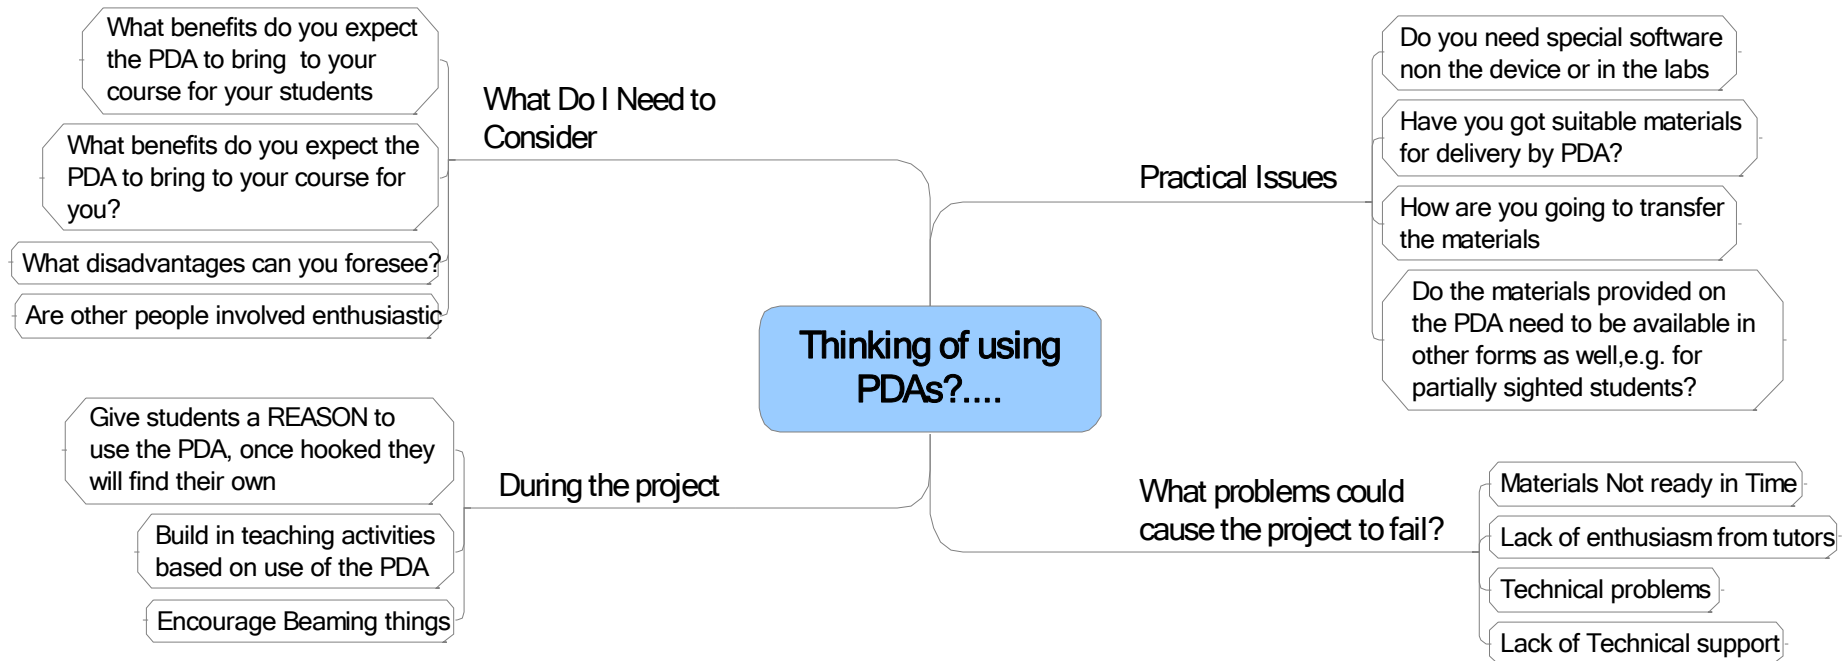 What benefits do you expect
the PDA to bring  to your
course for your students
What benefits do you expect the
PDA to bring to your course for
you?
What disadvantages can you foresee?
Are other people involved enthusiastic
What Do I Need to
Consider
Practical Issues
Do you need special software
non the device or in the labs
Have you got suitable materials
for delivery by PDA?
How are you going to transfer
the materials
Do the materials provided on
the PDA need to be available in
other forms as well,e.g. for
partially sighted students?
Thinking of using
PDAs?....
Give students a REASON to
use the PDA, once hooked they
will find their own
Build in teaching activities
based on use of the PDA
Encourage Beaming things
During the project
What problems could
cause the project to fail?
Materials Not ready in Time
Lack of enthusiasm from tutors
Technical problems
Lack of Technical support